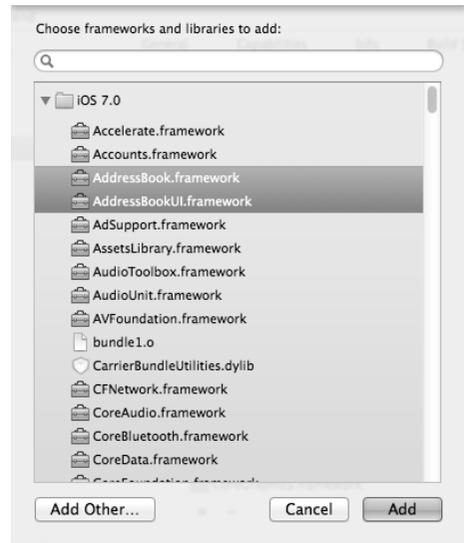 Choose frameworks and libraries to add:
iOS 7.0
Accelerate.framework
Accounts.framework
AddressBook.framework
AddressBookUI.framework
AdSupport.framework
AssetsLibrary.framework
AudioToolbox.framework
AudioUnit.framework
AVFoundation.framework
bundle1.o
CarrierBundleUtilities.dylib
CFNetwork.framework
CoreAudio.framework
CoreBluetooth.framework
CoreData.framework
CoreFoundation.framework
Add Other...
Cancel
Add